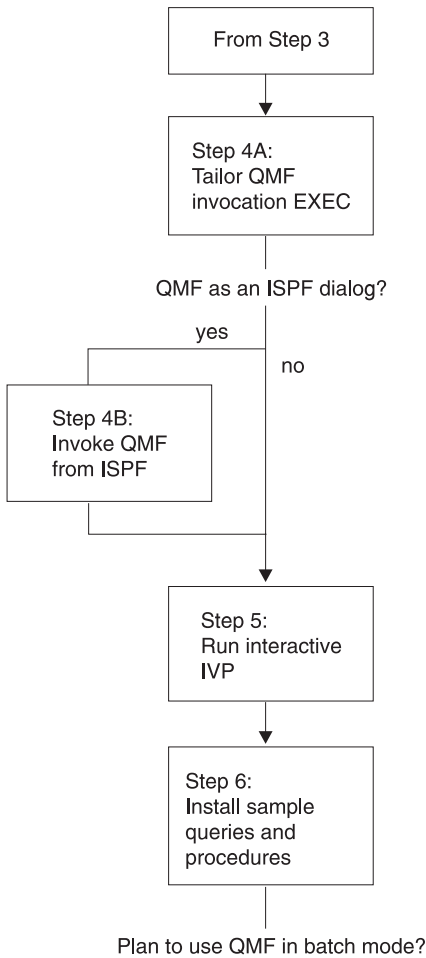 From Step 3
Step 4A:
Tailor QMF
invocation EXEC
QMF as an ISPF dialog?
yes
no
Step 4B:
Invoke QMF
from ISPF
Step 5:
Run interactive
IVP
Step 6:
Install sample
queries and
procedures
Plan to use QMF in batch mode?